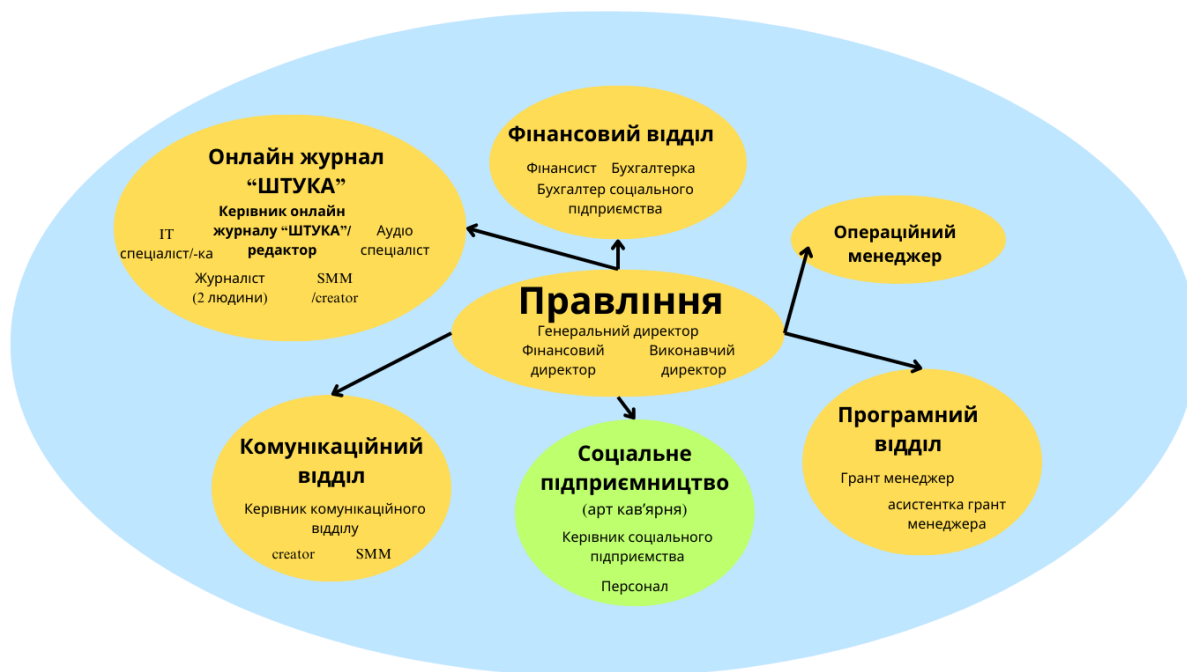 Онлайн журнал
“ШТУКА”
Керівник онлайн
журналу “ШТУКА”/
редактор
ІТ
спеціаліст/-ка
Аудіо
спеціаліст
Журналіст
(2 людини)
SMM
/creator
Фінансовий відділ
Фінансист Бухгалтерка
Бухгалтер соціального
підприємства
Операційний
менеджер
Правління
Генеральний директор
Фінансовий
директор
Виконавчий
директор
Комунікаційний
відділ
Керівник комунікаційного
відділу
creator SMM
Соціальне
підприємництво
(арт кав'ярня)
Керівник соціального
підприємства
Персонал
Програмний
відділ
Грант менеджер
асистентка грант
менеджера